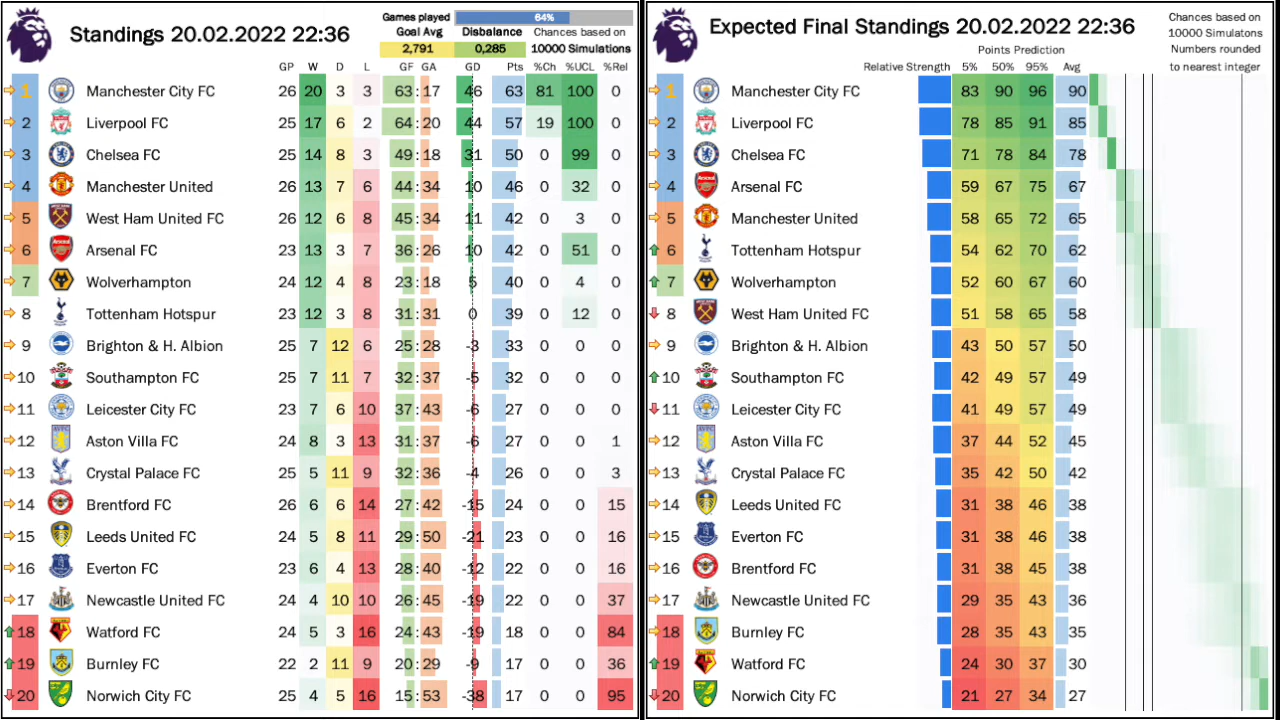 Standings 20.02.2022 22:36
Games played 64%
Goal Avg Disbalance Chances based on
2,791 0,285 10000 Simulations
GP W D L GF GA GD Pts %Ch %UCL %Rel
1 Manchester City FC 26 20 3 3 63 : 17 46 63 81 100 0
2 Liverpool FC 25 17 6 2 64 : 20 44 57 19 100 0
3 Chelsea FC 25 14 8 3 49 : 18 31 50 0 99 0
4 Manchester United 26 13 7 6 44 : 34 10 46 0 32 0
5 West Ham United FC 26 12 6 8 45 : 34 11 42 0 3 0
6 Arsenal FC 23 13 3 7 36 : 26 10 42 0 51 0
7 Wolverhampton 24 12 4 8 23 : 18 5 40 0 4 0
8 Tottenham Hotspur 23 12 3 8 31 : 31 0 39 0 12 0
9 Brighton & H. Albion 25 7 12 6 25 : 28 -3 33 0 0 0
10 Southampton FC 25 7 11 7 32 : 37 -5 32 0 0 0
11 Leicester City FC 23 7 6 10 37 : 43 -6 27 0 0 0
12 Aston Villa FC 24 8 3 13 31 : 37 -6 27 0 0 1
13 Crystal Palace FC 25 5 11 9 32 : 36 -4 26 0 0 3
14 Brentford FC 26 6 6 14 27 : 42 -15 24 0 0 15
15 Leeds United FC 24 5 8 11 29 : 50 -21 23 0 0 16
16 Everton FC 23 6 4 13 28 : 40 -12 22 0 0 16
17 Newcastle United FC 24 4 10 10 26 : 45 -19 22 0 0 37
18 Watford FC 24 5 3 16 24 : 43 -19 18 0 0 84
19 Burnley FC 22 2 11 9 20 : 29 -9 17 0 0 36
20 Norwich City FC 25 4 5 16 15 : 53 -38 17 0 0 95
Expected Final Standings 20.02.2022 22:36
Chances based on
10000 Simulatons
Numbers rounded
to nearest integer
Points Prediction
Relative Strength 5% 50% 95% Avg
1 Manchester City FC 83 90 96 90
2 Liverpool FC 78 85 91 85
3 Chelsea FC 71 78 84 78
4 Arsenal FC 59 67 75 67
5 Manchester United 58 65 72 65
6 Tottenham Hotspur 54 62 70 62
7 Wolverhampton 52 60 67 60
8 West Ham United FC 51 58 65 58
9 Brighton & H. Albion 43 50 57 50
10 Southampton FC 42 49 57 49
11 Leicester City FC 41 49 57 49
12 Aston Villa FC 37 44 52 45
13 Crystal Palace FC 35 42 50 42
14 Leeds United FC 31 38 46 38
15 Everton FC 31 38 46 38
16 Brentford FC 31 38 45 38
17 Newcastle United FC 29 35 43 36
18 Burnley FC 28 35 43 35
19 Watford FC 24 30 37 30
20 Norwich City FC 21 27 34 27